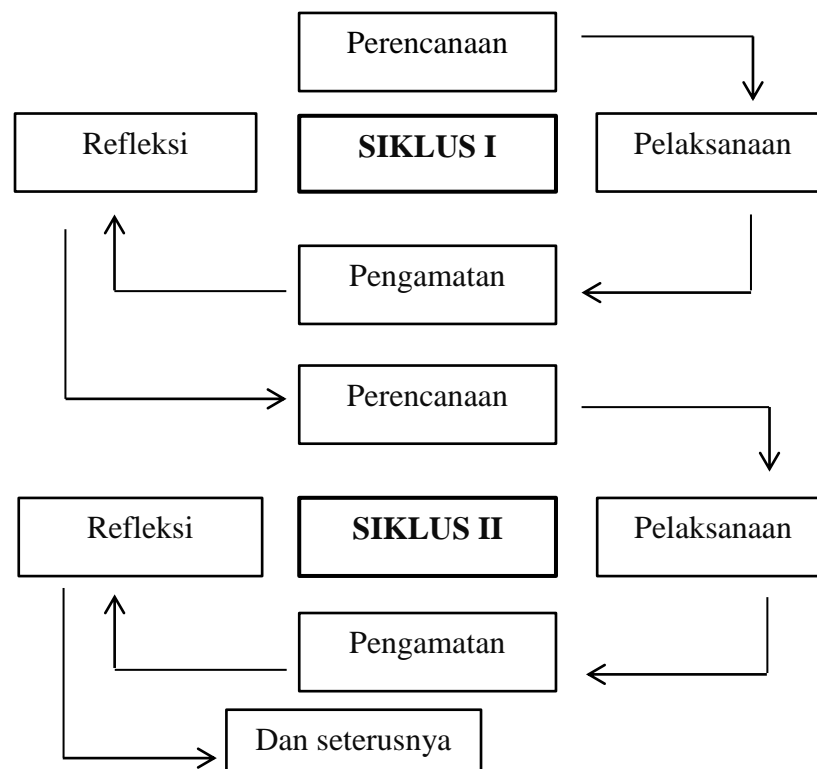 Perencanaan
Refleksi
SIKLUS I
Pelaksanaan
Pengamatan
Perencanaan
Refleksi
SIKLUS II
Pelaksanaan
Pengamatan
Dan seterusnya